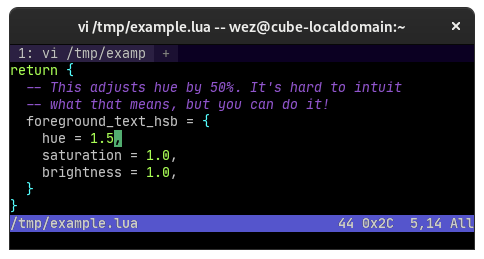 vi /tmp/example.lua -- wez@cube-localdomain:~ ×
1: vi /tmp/examp +
return {
  -- This adjusts hue by 50%. It's hard to intuit
  -- what that means, but you can do it!
  foreground_text_hsb = {
    hue = 1.5,
    saturation = 1.0,
    brightness = 1.0,
  }
}
/tmp/example.lua 44 0x2C 5,14 All